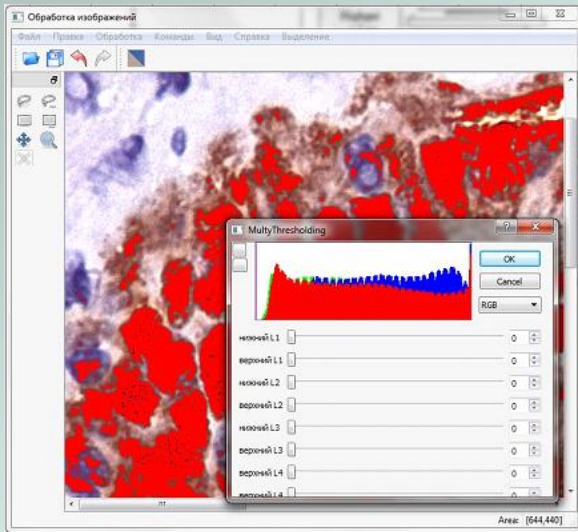 Обработка изображений
Файл Правка Обработка Команды Вид Справка Выделение
MultyThresholding
OK
Cancel
RGB
нижний L1 0
верхний L1 0
нижний L2 0
верхний L2 0
нижний L3 0
верхний L3 0
верхний L4 0
верхний L4 0
Area: [644,440]